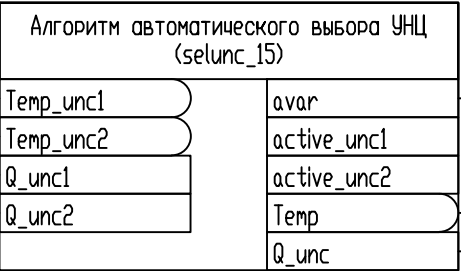 Алгоритм автоматического выбора УНЦ
(selunc_15)
Temp_unc1
Temp_unc2
Q_unc1
Q_unc2
avar
active_unc1
active_unc2
Temp
Q_unc